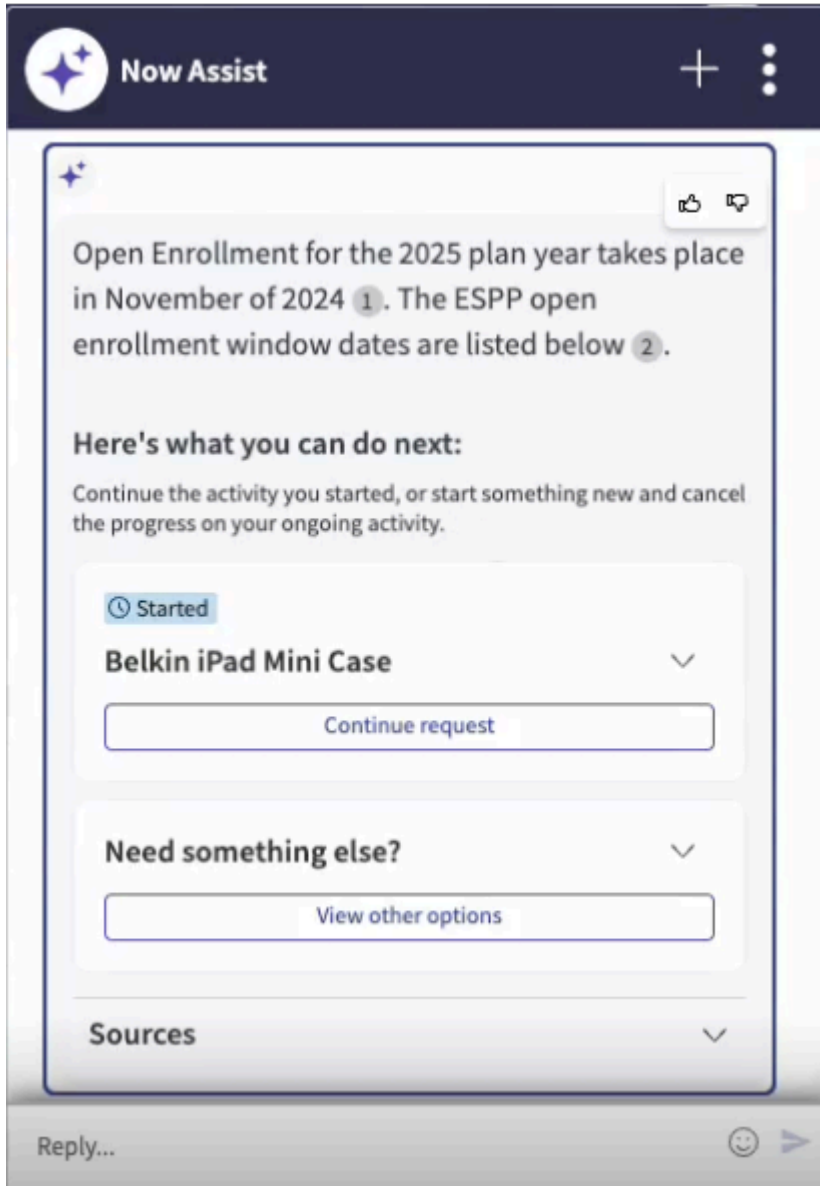 Now Assist
Open Enrollment for the 2025 plan year takes place
in November of 2024 1. The ESPP open
enrollment window dates are listed below 2.
Here's what you can do next:
Continue the activity you started, or start something new and cancel
the progress on your ongoing activity.
Started
Belkin iPad Mini Case
Continue request
Need something else?
View other options
Sources
Reply...